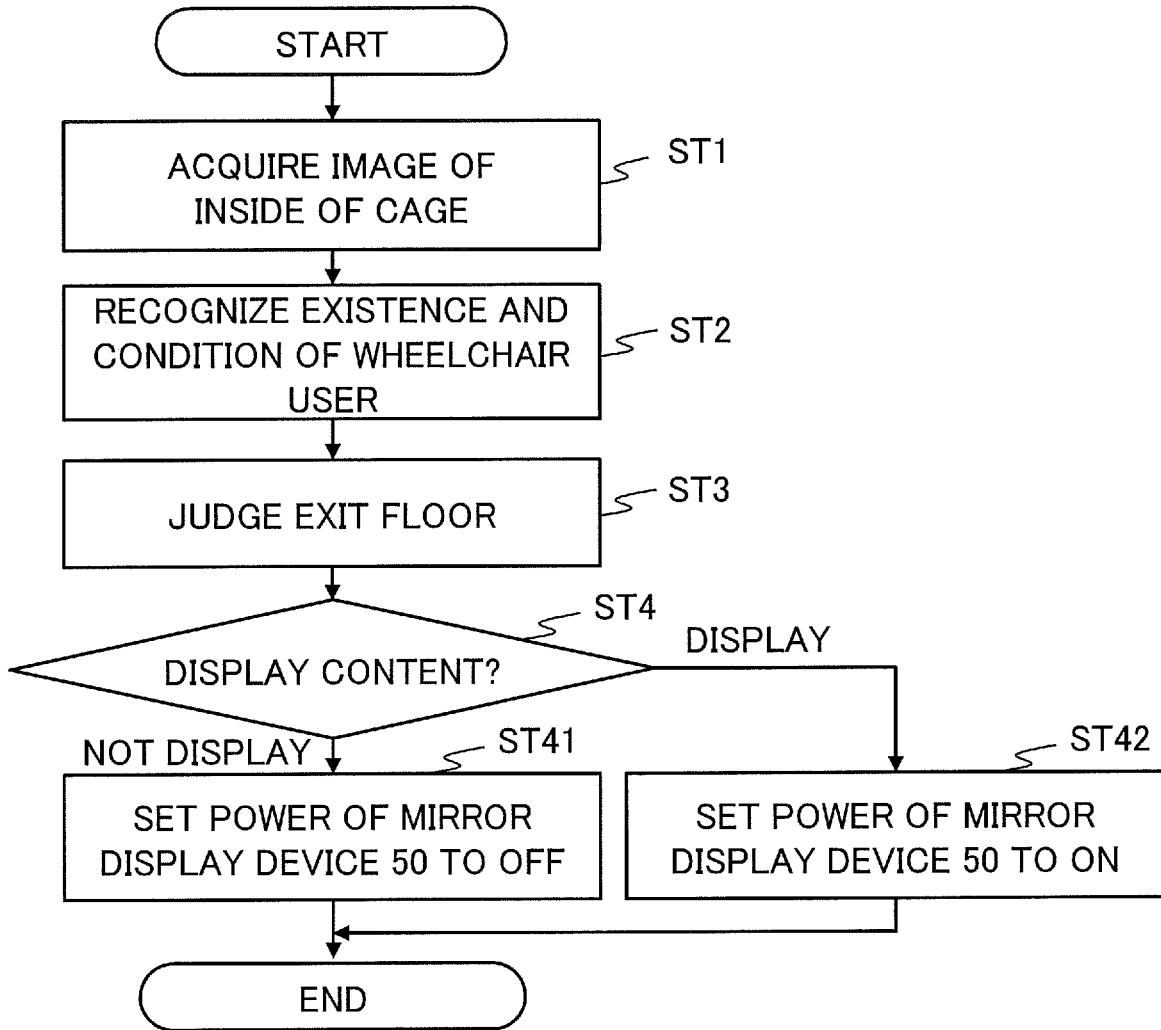 START
ACQUIRE IMAGE OF
INSIDE OF CAGE
ST1
RECOGNIZE EXISTENCE AND
CONDITION OF WHEELCHAIR
USER
ST2
JUDGE EXIT FLOOR
ST3
ST4
DISPLAY CONTENT?
DISPLAY
NOT DISPLAY
ST41
SET POWER OF MIRROR
DISPLAY DEVICE 50 TO OFF
ST42
SET POWER OF MIRROR
DISPLAY DEVICE 50 TO ON
END